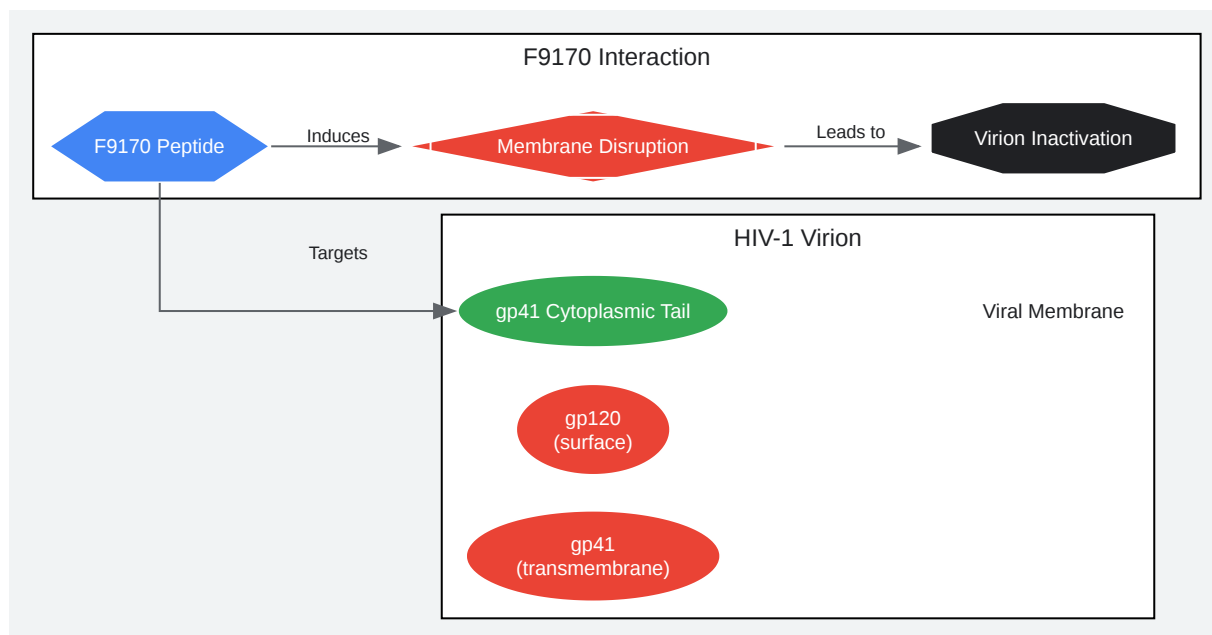 F9170 Interaction
F9170 Peptide
Induces
Membrane Disruption
Leads to
Virion Inactivation
Targets
HIV-1 Virion
gp41 Cytoplasmic Tail
Viral Membrane
gp120
(surface)
gp41
(transmembrane)